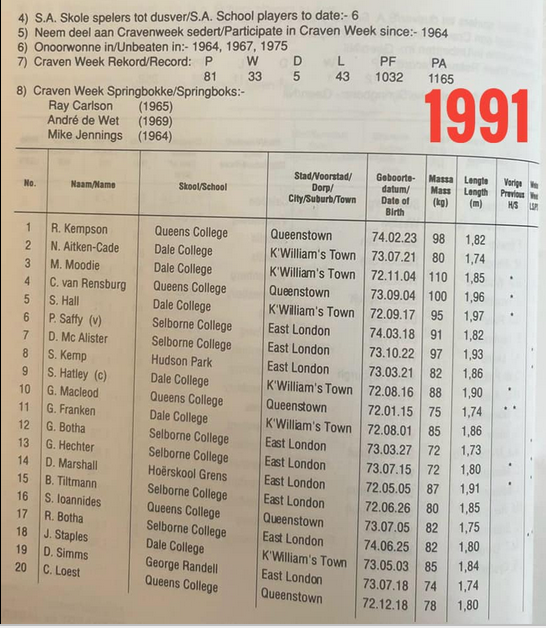 4) S.A. Skole spelers tot dusver/S.A. School players to date:- 6
5) Neem deel aan Cravenweek sedert/Participate in Craven Week since:- 1964
6) Onoorwonne in/Unbeaten in:- 1964, 1967, 1975
7) Craven Week Rekord/Record: P W D L PF PA
81 33 5 43 1032 1165
8) Craven Week Springbokke/Springboks:-
Ray Carlson (1965)
André de Wet (1969)
Mike Jennings (1964)
1991
No. Naam/Name Skool/School Stad/Voorstad/ Dorp/ City/Suburb/Town Geboorte- datum/ Date of Birth Massa Mass (kg) Lengte Length (m) Vorige Previous H/S
1 R. Kempson Queens College Queenstown 74.02.23 98 1,82
2 N. Aitken-Cade Dale College K'William's Town 73.07.21 80 1,74
3 M. Moodie Dale College K'William's Town 72.11.04 110 1,85 •
4 C. van Rensburg Queens College Queenstown 73.09.04 100 1,96
5 S. Hall Dale College K'William's Town 72.09.17 95 1,97 •
6 P. Saffy (v) Selborne College East London 74.03.18 91 1,82
7 D. Mc Alister Selborne College East London 73.10.22 97 1,93
8 S. Kemp Hudson Park East London 73.03.21 82 1,86
9 S. Hatley (c) Dale College K'William's Town 72.08.16 88 1,90 •
10 G. Macleod Queens College Queenstown 72.01.15 75 1,74 • •
11 G. Franken Dale College K'William's Town 72.08.01 85 1,86
12 G. Botha Selborne College East London 73.03.27 72 1,73
13 G. Hechter Selborne College East London 73.07.15 72 1,80 •
14 D. Marshall Hoërskool Grens East London 72.05.05 87 1,91 •
15 B. Tiltmann Selborne College East London 72.06.26 80 1,85
16 S. Ioannides Queens College Queenstown 73.07.05 82 1,75
17 R. Botha Selborne College East London 74.06.25 82 1,80
18 J. Staples Dale College K'William's Town 73.05.03 85 1,84
19 D. Simms George Randell East London 73.07.18 74 1,74
20 C. Loest Queens College Queenstown 72.12.18 78 1,80